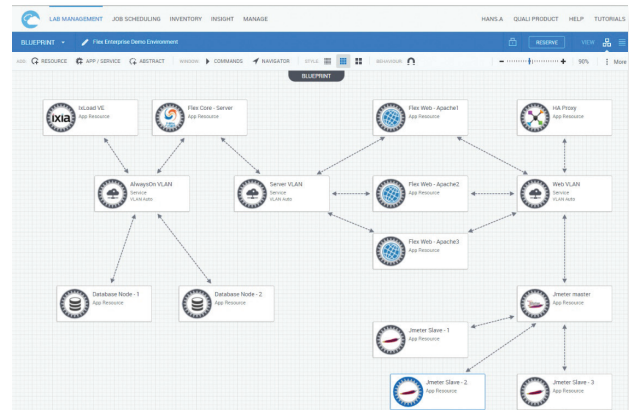 LAB MANAGEMENT JOB SCHEDULING INVENTORY INSIGHT MANAGE HANS.A QUALI PRODUCT HELP TUTORIALS
BLUEPRINT Flex Enterprise Demo Environment RESERVE VIEW
ADD: RESOURCE APP / SERVICE ABSTRACT WINDOW: COMMANDS NAVIGATOR STYLE: BEHAVIOUR: 90% More
BLUEPRINT
IxLoad VE
App Resource
ixia
Flex Core - Server
App Resource
Flex Web - Apache1
App Resource
HA Proxy
App Resource
AlwaysOn VLAN
Service
VLAN Auto
Server VLAN
Service
VLAN Auto
Flex Web - Apache2
App Resource
Web VLAN
Service
VLAN Auto
Flex Web - Apache3
App Resource
Database Node - 1
App Resource
Database Node - 2
App Resource
Jmeter master
App Resource
Jmeter Slave - 1
App Resource
Jmeter Slave - 2
App Resource
Jmeter Slave - 3
App Resource